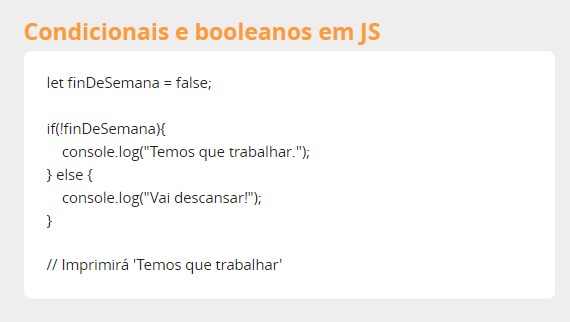 Condicionais e booleanos em JS
let finDeSemana = false;
if(!finDeSemana){
console.log("Temos que trabalhar.");
} else {
console.log("Vai descansar!");
}
// Imprimirá 'Temos que trabalhar'